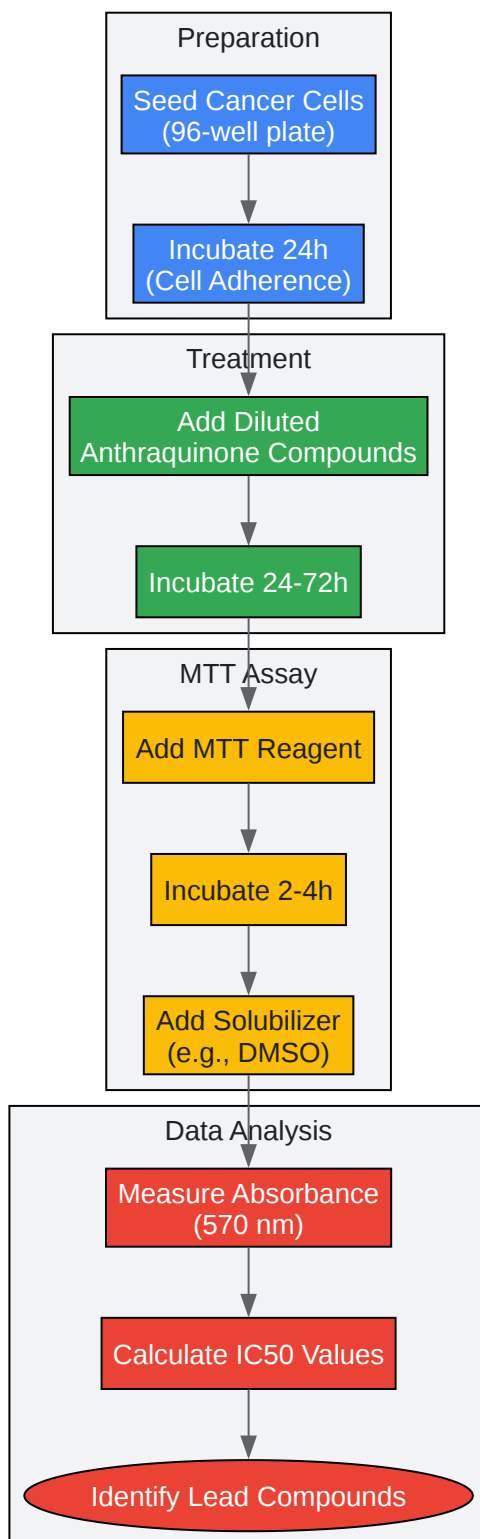 Preparation
Seed Cancer Cells
(96-well plate)
Incubate 24h
(Cell Adherence)
Treatment
Add Diluted
Anthraquinone Compounds
Incubate 24-72h
MTT Assay
Add MTT Reagent
Incubate 2-4h
Add Solubilizer
(e.g., DMSO)
Data Analysis
Measure Absorbance
(570 nm)
Calculate IC50 Values
Identify Lead Compounds